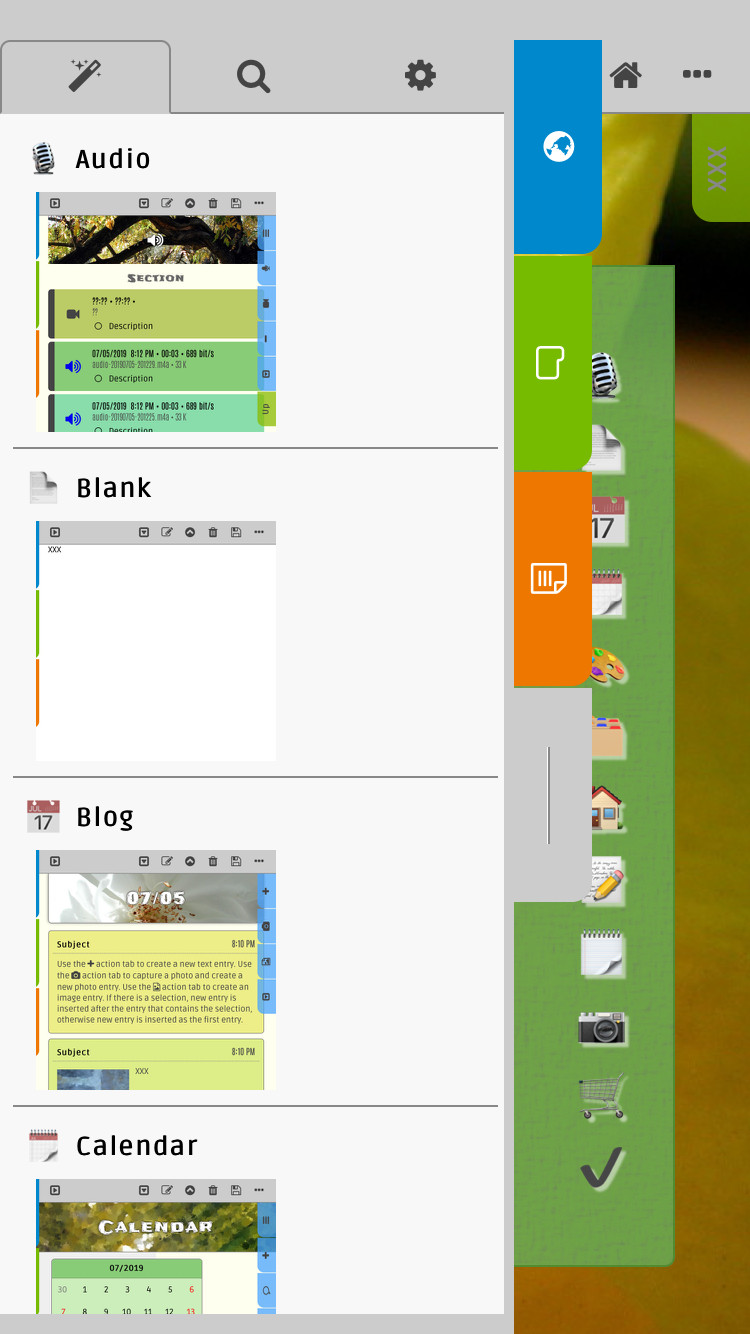 XXX
Audio
SECTION
??:?? • ??:?? •
??
Description
07/05/2019 8:12 PM • 00:03 • 689 bit/s
audio-20190705-201229.m4a • 33 K
Description
07/05/2019 8:12 PM • 00:03 • 689 bit/s
audio-20190705-201225.m4a • 33 K
Description
Up
Blank
XXX
JUL
17
Blog
07/05
Subject 8:10 PM
Use the action tab to create a new text entry. Use
the action tab to capture a photo and create a
new photo entry. Use the action tab to create an
image entry. If there is a selection, new entry is
inserted after the entry that contains the selection,
otherwise new entry is inserted as the first entry.
Subject 8:10 PM
XXX
Calendar
CALENDAR
07/2019
30 1 2 3 4 5 6
7 8 9 10 11 12 13
UL
17